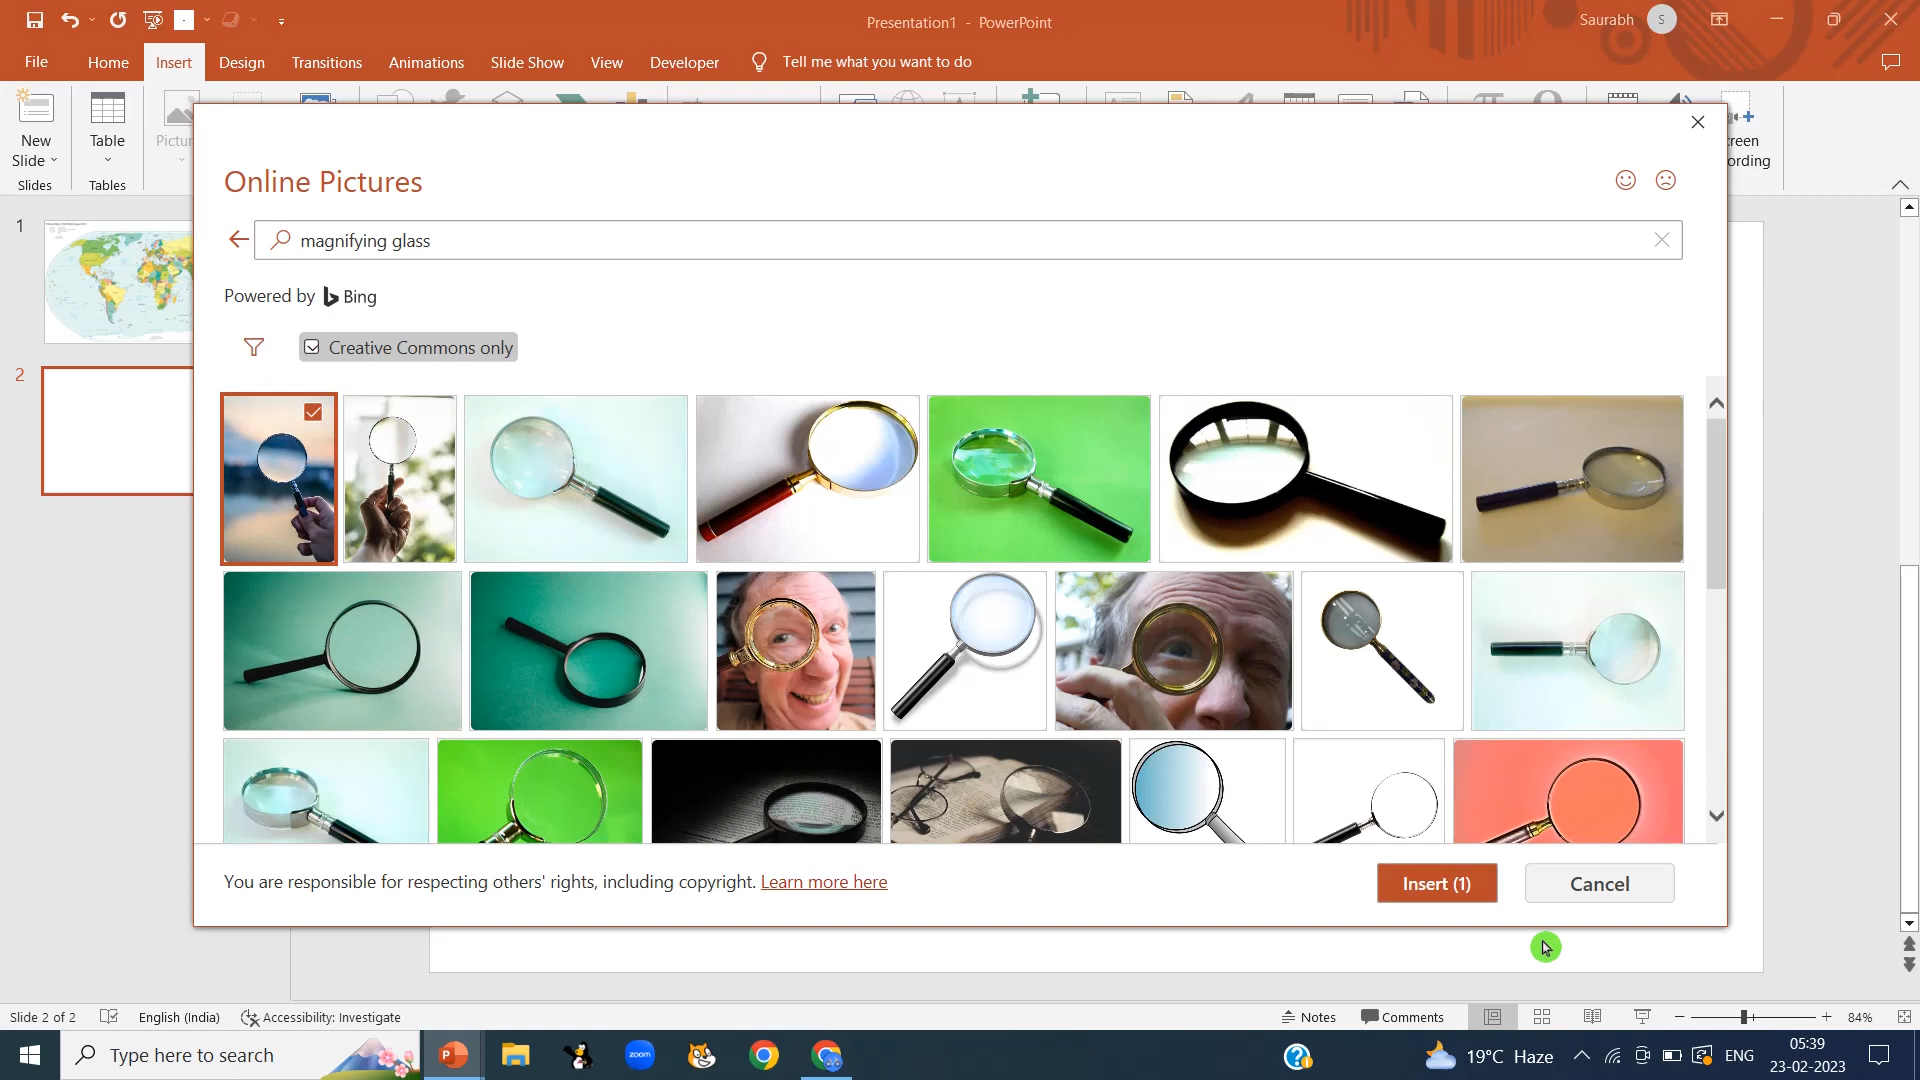 Presentation1 - PowerPoint
Saurabh
S
File
Home
Insert
Design
Transitions
Animations
Slide Show
View
Developer
Tell me what you want to do
New
Slide
Slides
Table
Tables
Online Pictures
magnifying glass
Powered by Bing
Creative Commons only
1
2
You are responsible for respecting others' rights, including copyright. Learn more here
Insert (1)
Cancel
Slide 2 of 2
English (India)
Accessibility: Investigate
Notes
Comments
84%
Type here to search
zoom
19°C Haze
ENG
05:39
23-02-2023